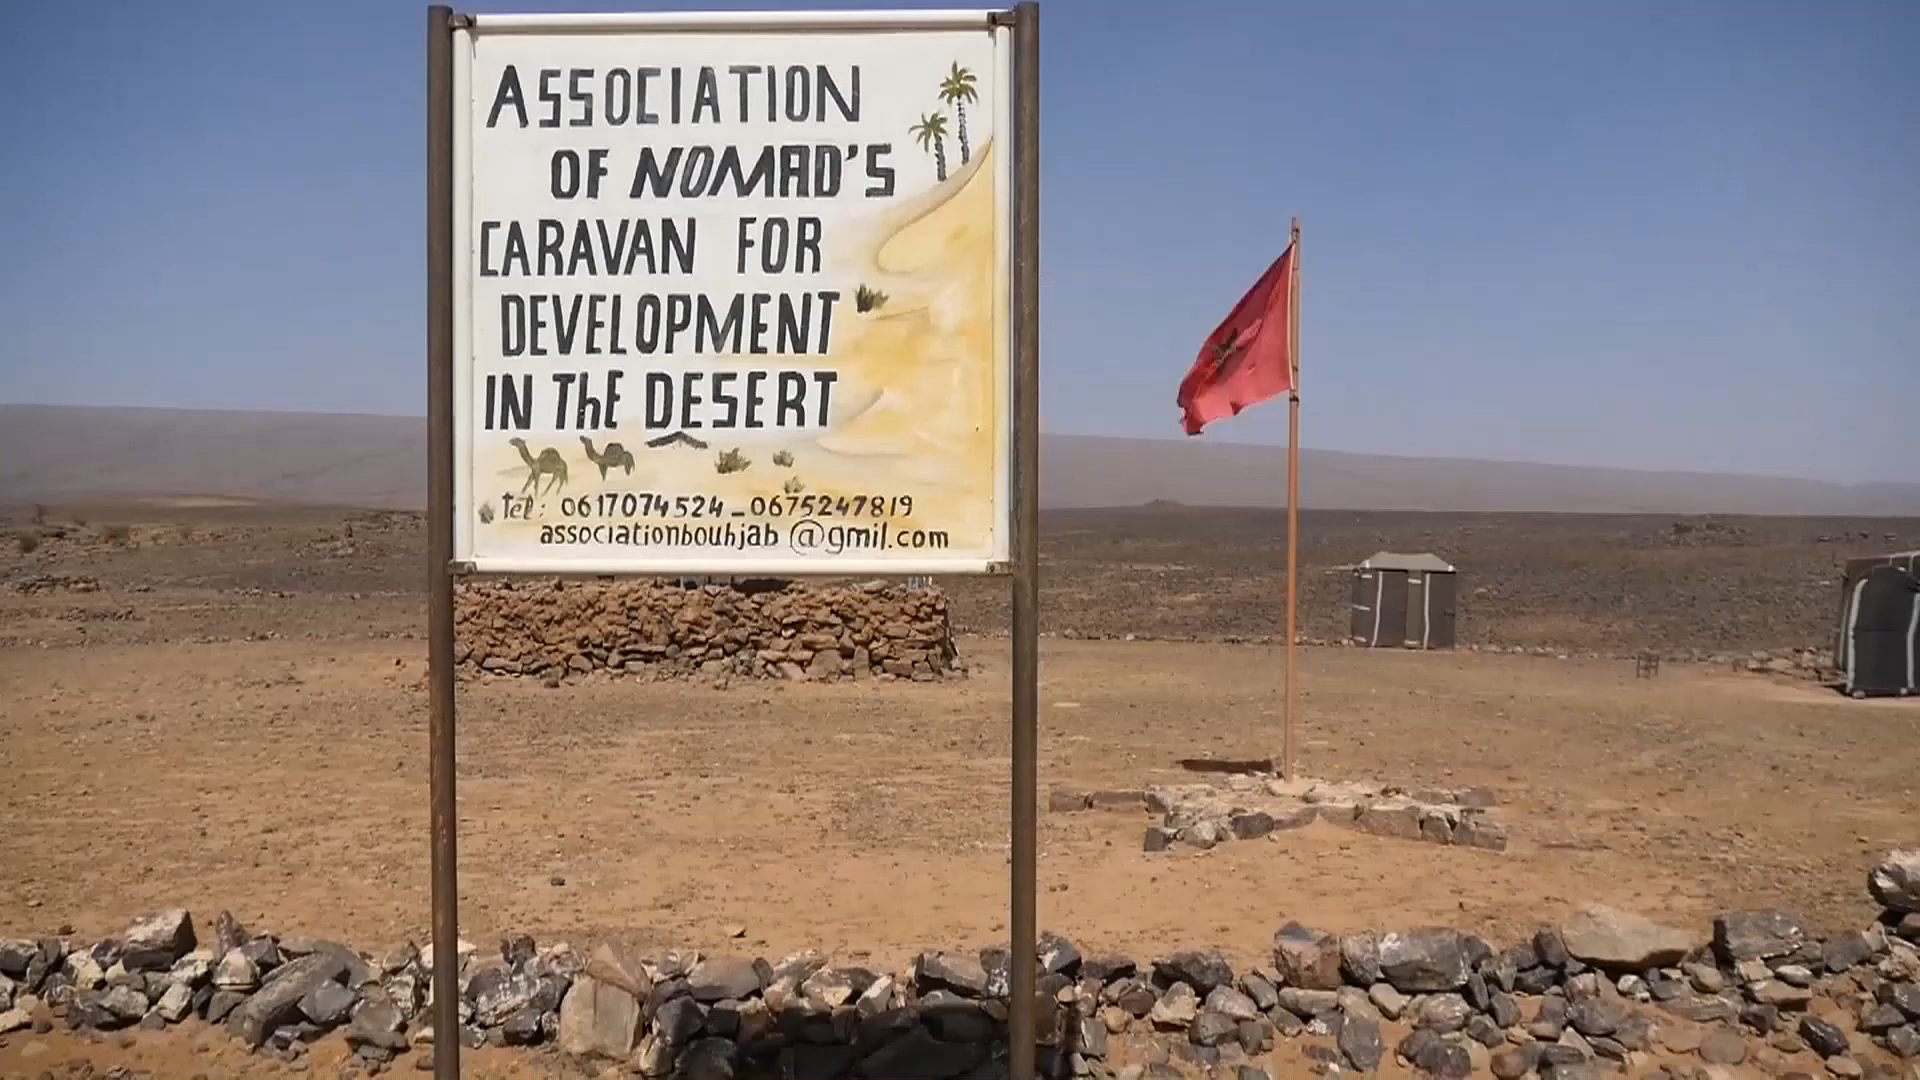 ASSOCIATION
OF NOMAD'S
CARAVAN FOR
DEVELOPMENT
IN ThE DESERT
Tel: 0617074524_0675247819
associationbouhjab@gmil.com